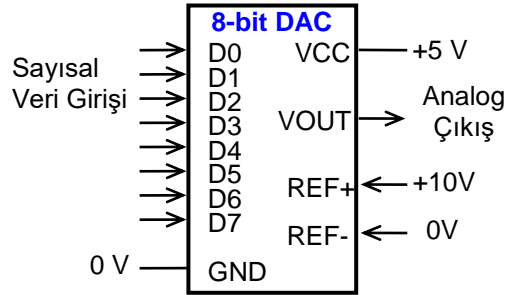 8-bit DAC
Sayısal
Veri Girişi
D0
D1
D2
D3
D4
D5
D6
D7
0 V
GND
VCC
+5 V
VOUT
Analog
Çıkış
REF+
+10V
REF-
0V